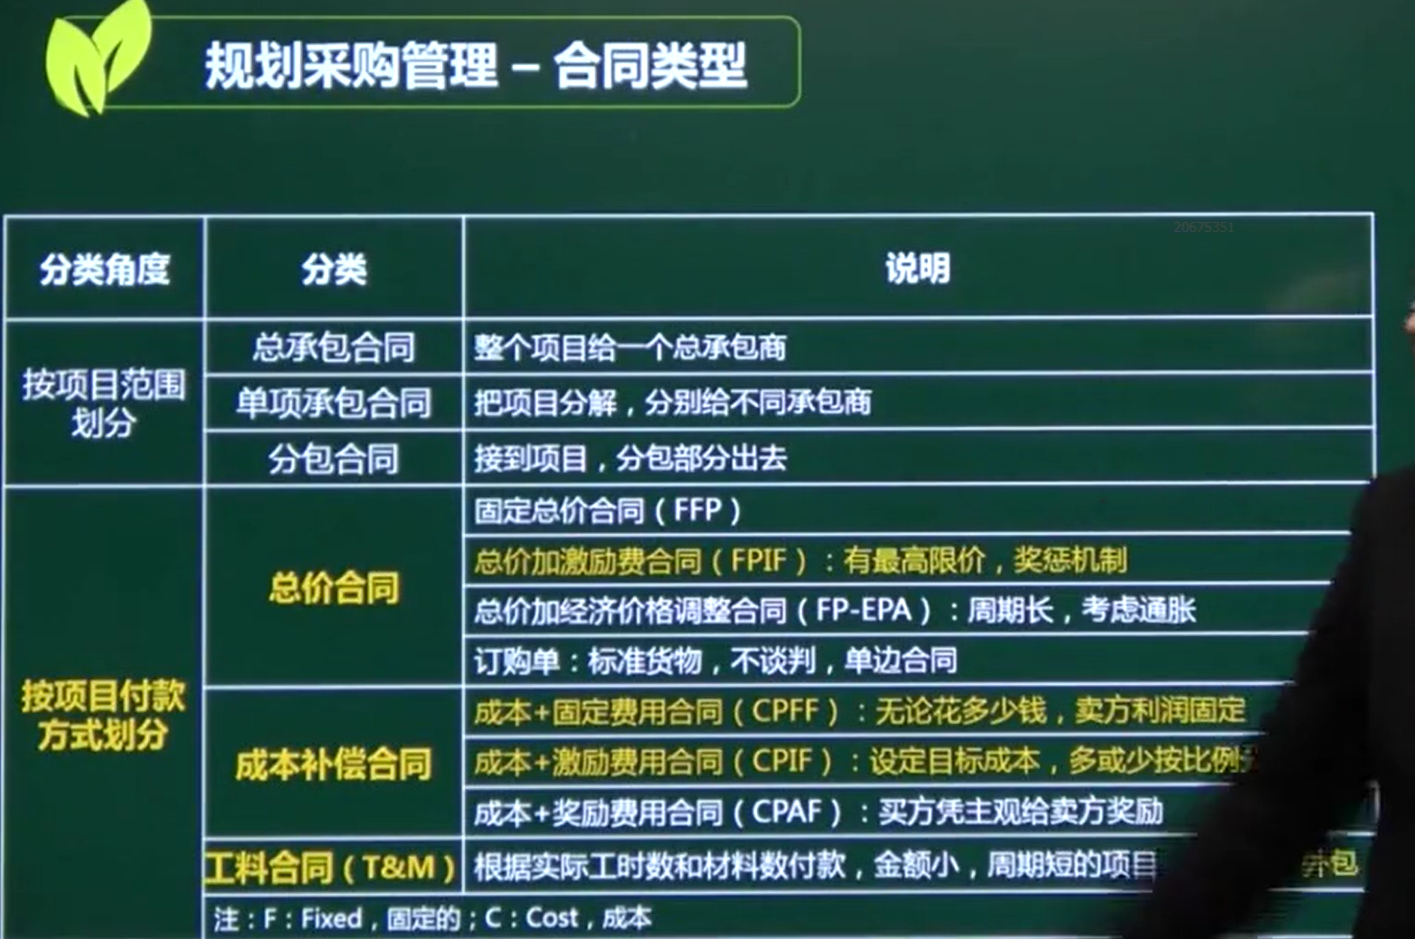 规划采购管理 – 合同类型
20675351
分类角度
分类
说明
按项目范围
划分
总承包合同
整个项目给一个总承包商
单项承包合同
把项目分解，分别给不同承包商
分包合同
接到项目，分包部分出去
按项目付款
方式划分
总价合同
固定总价合同（FFP）
总价加激励费合同（FPIF）：有最高限价，奖惩机制
总价加经济价格调整合同（FP-EPA）：周期长，考虑通胀
订购单：标准货物，不谈判，单边合同
成本补偿合同
成本+固定费用合同（CPFF）：无论花多少钱，卖方利润固定
成本+激励费用合同（CPIF）：设定目标成本，多或少按比例
成本+奖励费用合同（CPAF）：买方凭主观给卖方奖励
工料合同（T&M）
根据实际工时数和材料数付款，金额小，周期短的项目
包
注：F：Fixed，固定的；C：Cost，成本